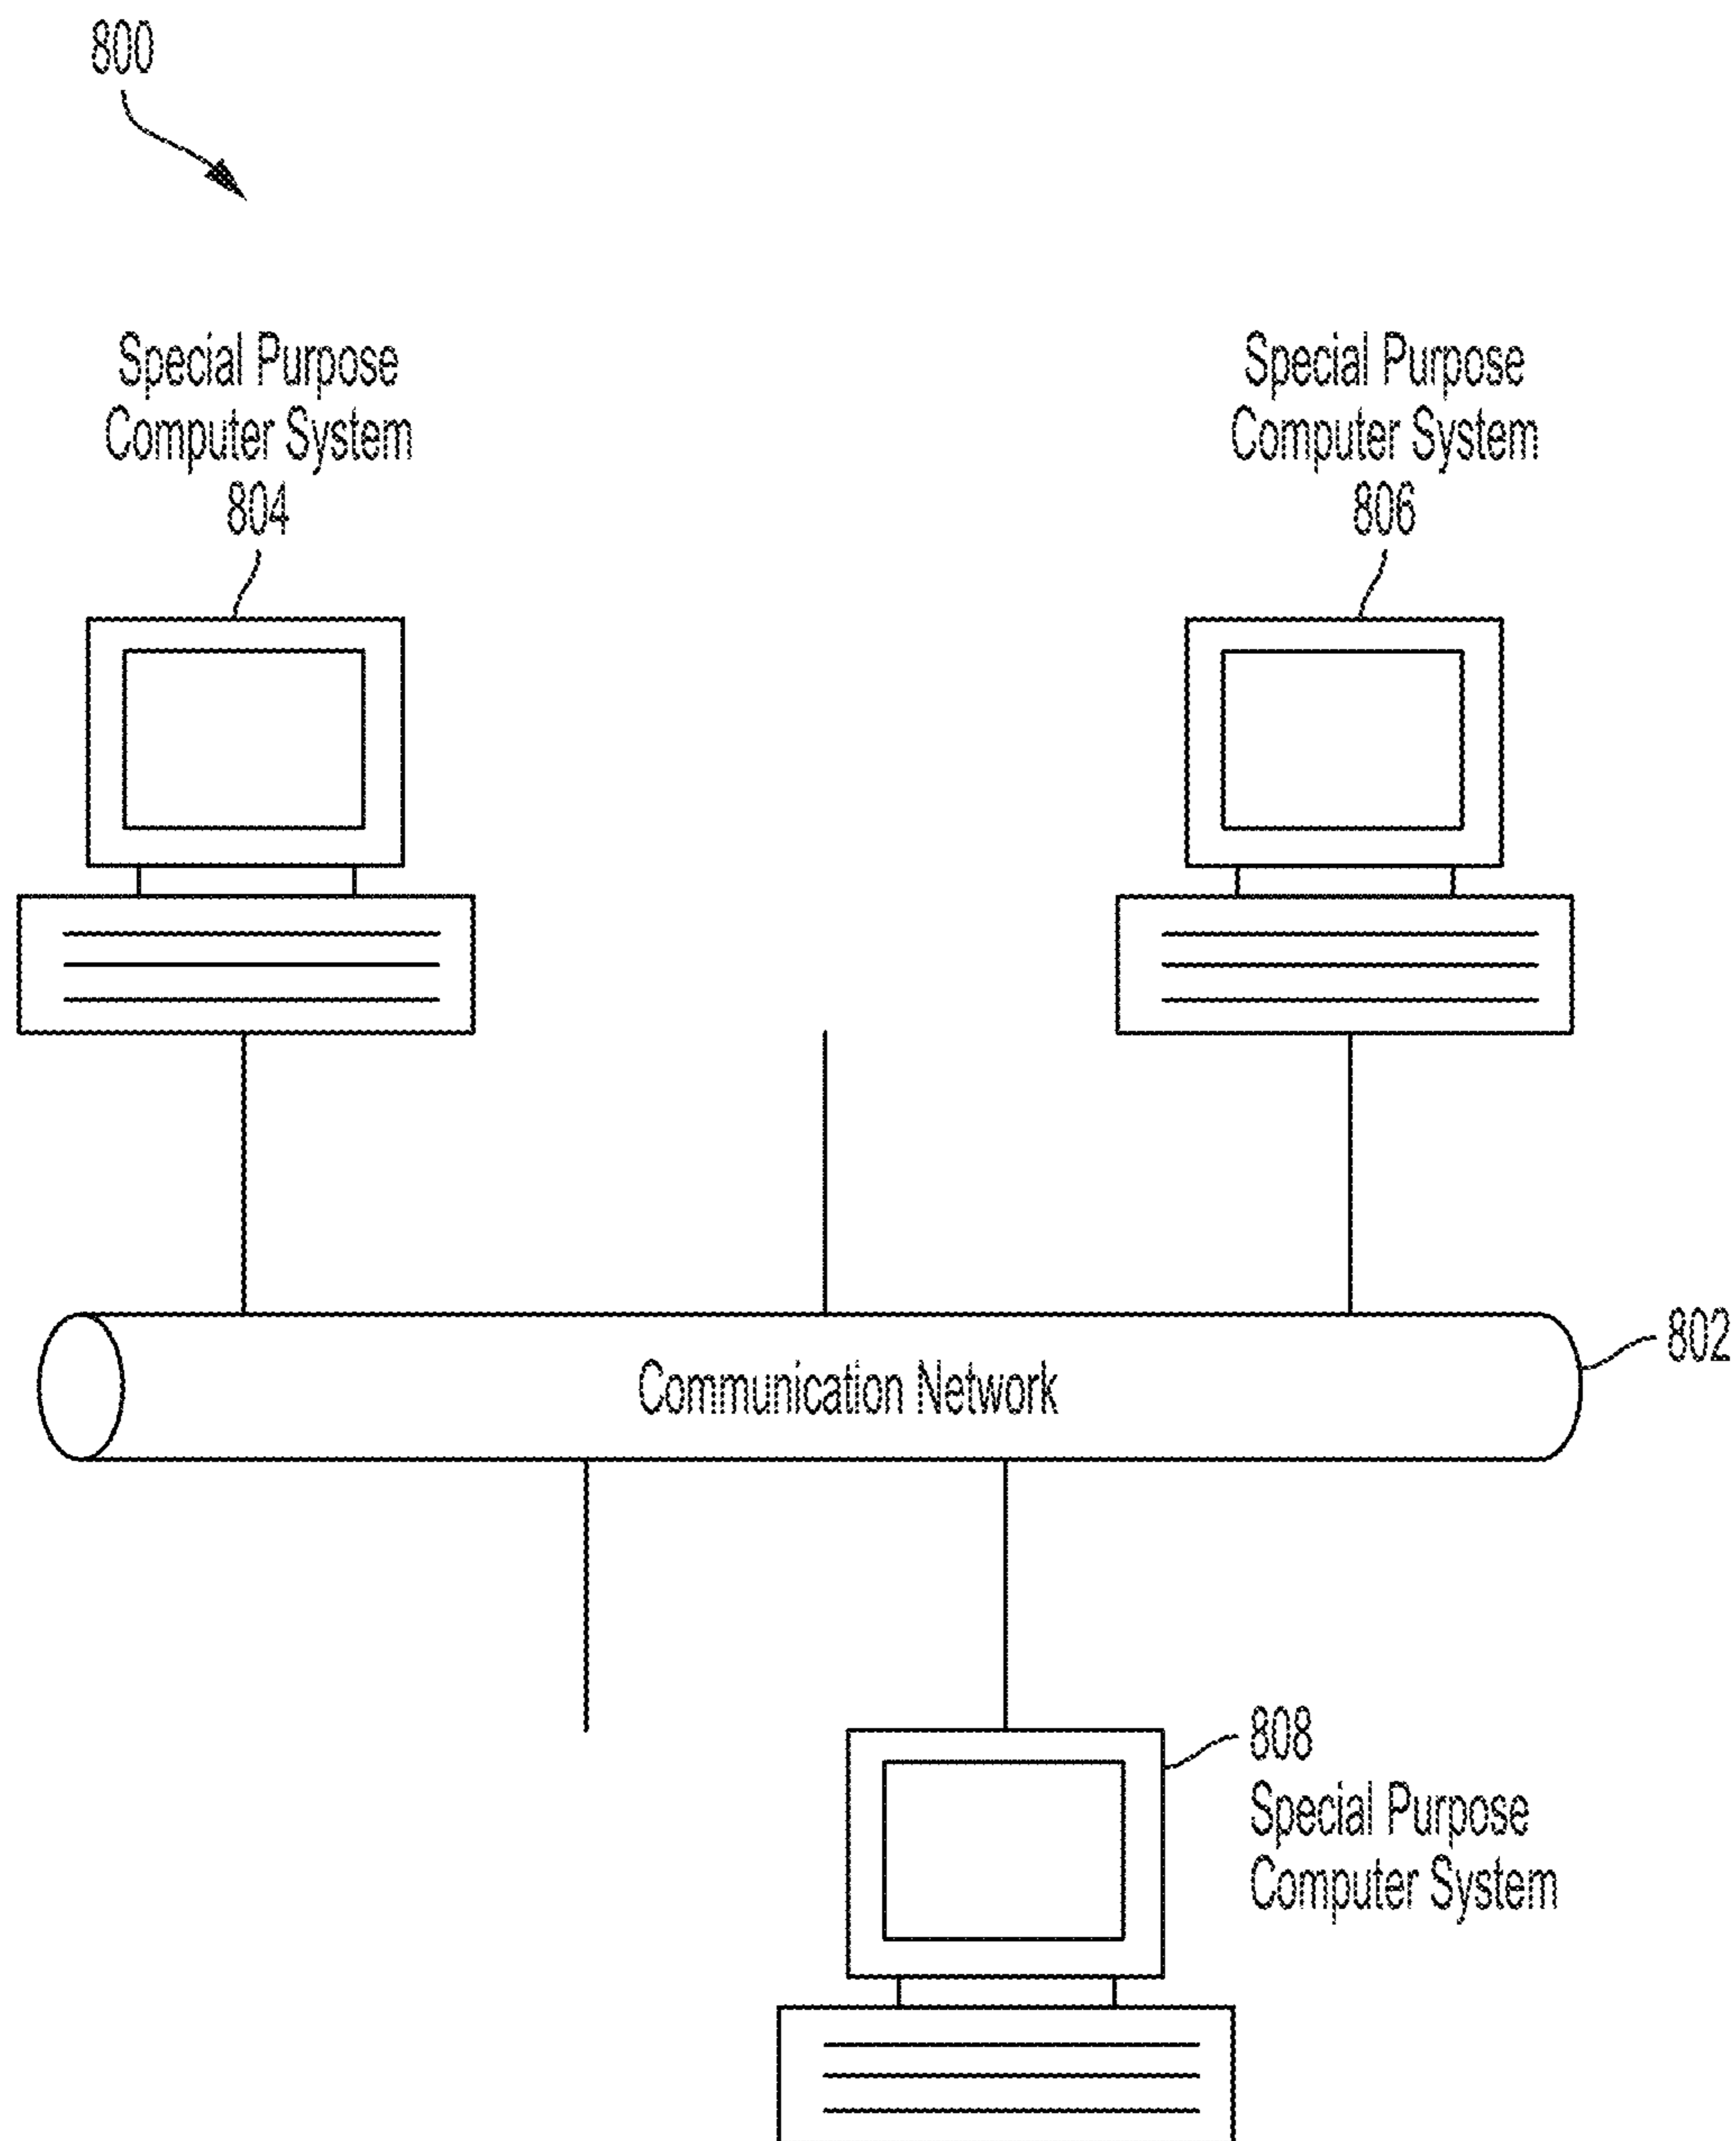 800
Special Purpose
Computer System
804
Special Purpose
Computer System
806
802
Communication Network
808
Special Purpose
Computer System